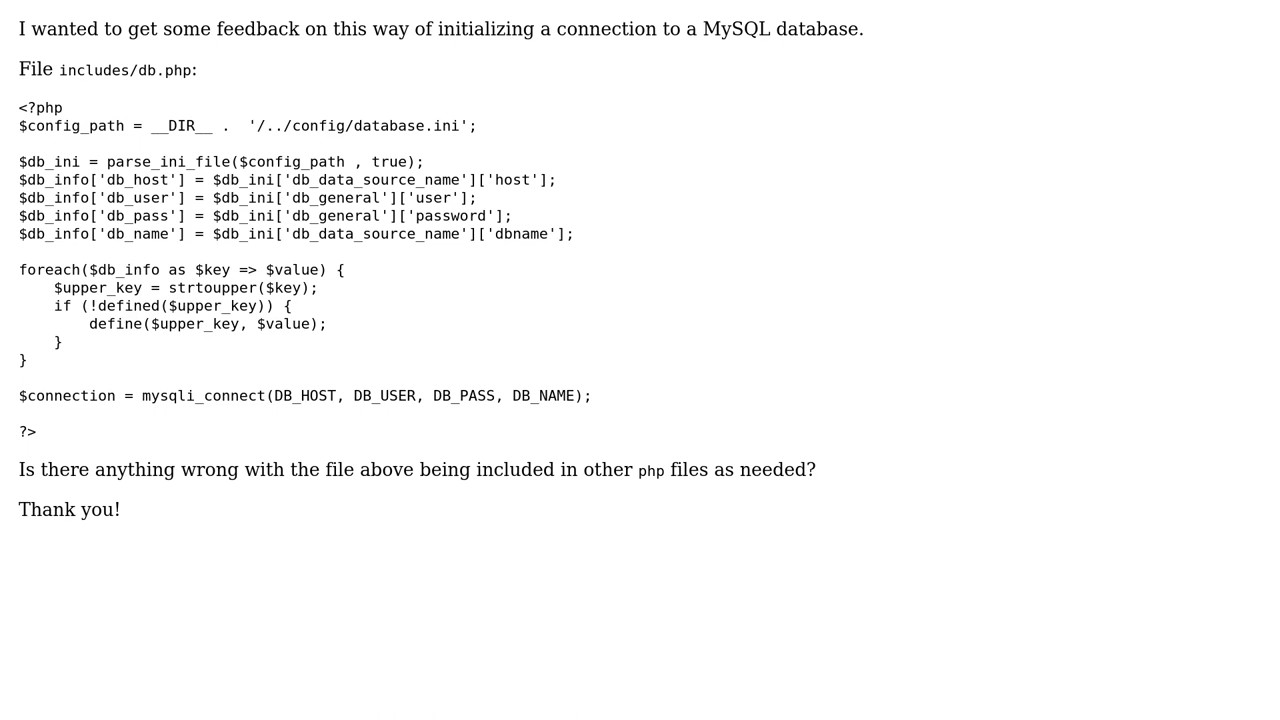 I wanted to get some feedback on this way of initializing a connection to a MySQL database.
File includes/db.php:
<?php
$config_path = __DIR__ .  '/../config/database.ini';
$db_ini = parse_ini_file($config_path , true);
$db_info['db_host'] = $db_ini['db_data_source_name']['host'];
$db_info['db_user'] = $db_ini['db_general']['user'];
$db_info['db_pass'] = $db_ini['db_general']['password'];
$db_info['db_name'] = $db_ini['db_data_source_name']['dbname'];
foreach($db_info as $key => $value) {
    $upper_key = strtoupper($key);
    if (!defined($upper_key)) {
        define($upper_key, $value);
    }
}
$connection = mysqli_connect(DB_HOST, DB_USER, DB_PASS, DB_NAME);
?>
Is there anything wrong with the file above being included in other php files as needed?
Thank you!